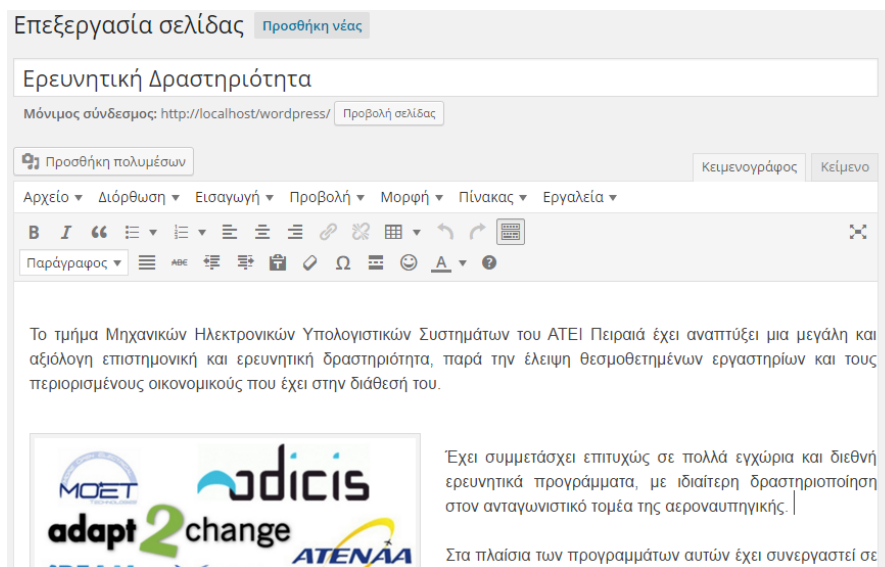 Επεξεργασία σελίδας Προσθήκη νέας
Ερευνητική Δραστηριότητα
Μόνιμος σύνδεσμος: http://localhost/wordpress/ Προβολή σελίδας
Προσθήκη πολυμέσων Κειμενογράφος Κείμενο
Αρχείο Διόρθωση Εισαγωγή Προβολή Μορφή Πίνακας Εργαλεία
B I ABE Ω A
Παράγραφος
Το τμήμα Μηχανικών Ηλεκτρονικών Υπολογιστικών Συστημάτων του ΑΤΕΙ Πειραιά έχει αναπτύξει μια μεγάλη και
αξιόλογη επιστημονική και ερευνητική δραστηριότητα, παρά την έλειψη θεσμοθετημένων εργαστηρίων και τους
περιορισμένους οικονομικούς που έχει στην διάθεσή του.
MOET
adicis
adapt2change
ATENAA
Έχει συμμετάσχει επιτυχώς σε πολλά εγχώρια και διεθνή
ερευνητικά προγράμματα, με ιδιαίτερη δραστηριοποίηση
στον ανταγωνιστικό τομέα της αεροναυπηγικής.
Στα πλαίσια των προγραμμάτων αυτών έχει συνεργαστεί σε